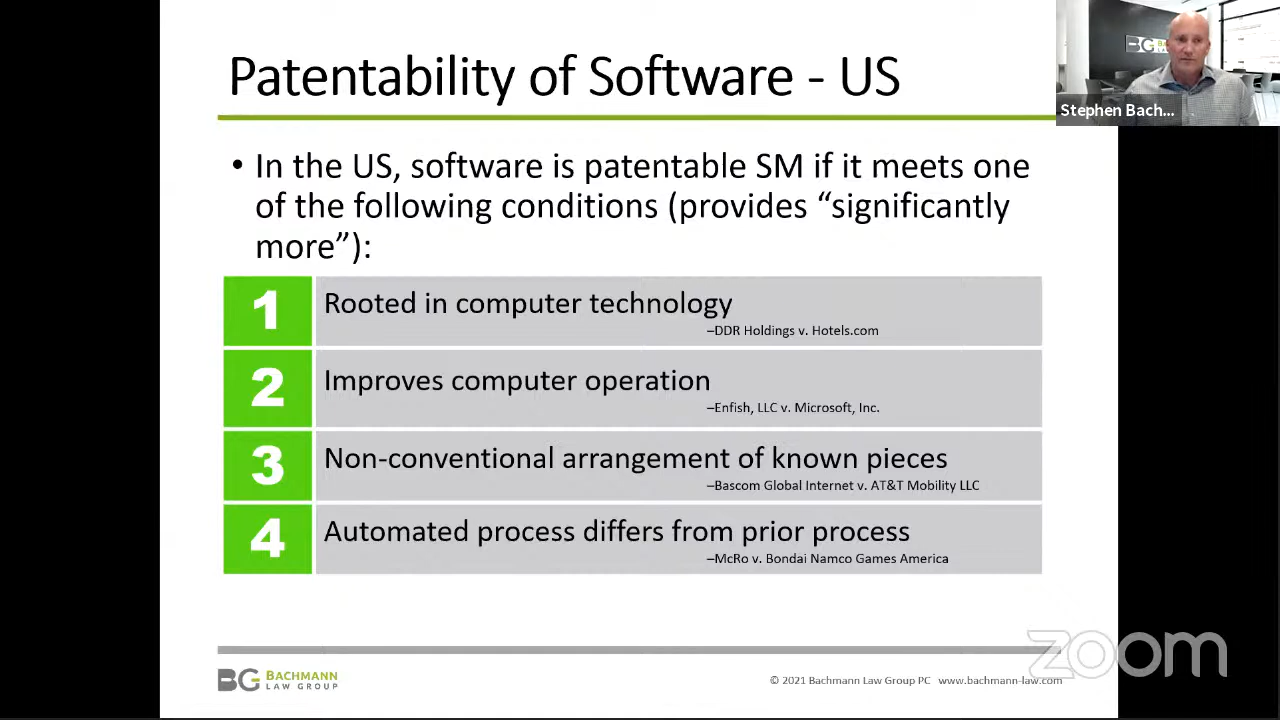 Patentability of Software - US
Stephen Bach...
• In the US, software is patentable SM if it meets one
of the following conditions (provides “significantly
more”):
1 Rooted in computer technology
–DDR Holdings v. Hotels.com
2 Improves computer operation
–Enfish, LLC v. Microsoft, Inc.
3 Non-conventional arrangement of known pieces
–Bascom Global Internet v. AT&T Mobility LLC
4 Automated process differs from prior process
–McRo v. Bondai Namco Games America
zoom
BG BACHMANN
LAW GROUP
© 2021 Bachmann Law Group PC www.bachmann-law.com